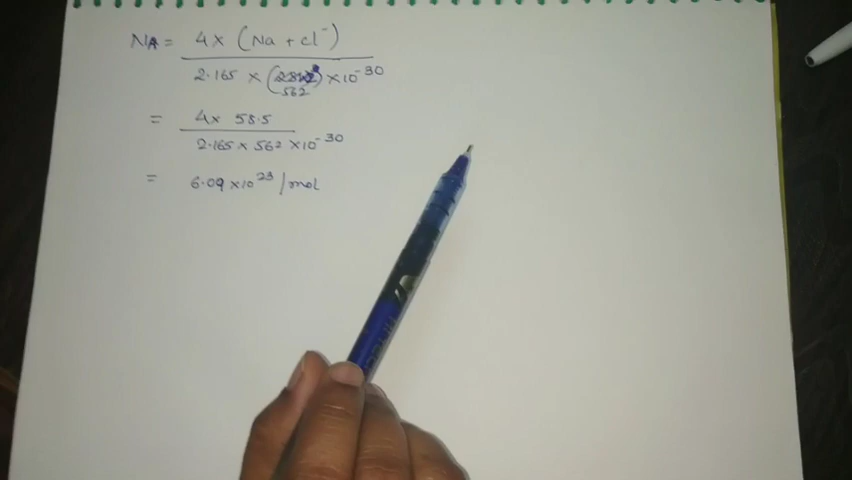 NA = 4 x (Na + Cl⁻)
2.165 x ( ³) x 10⁻³⁰
562
= 4 x 58.5
2.165 x 562 x 10⁻³⁰
= 6.09 x 10²³ / mol